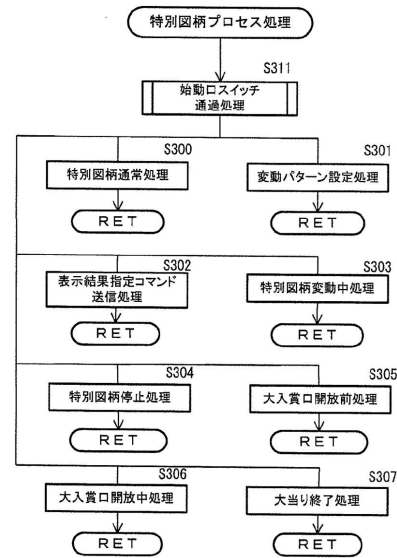 特別図柄プロセス処理
S311
始動口スイッチ
通過処理
S300
特別図柄通常処理
RET
S301
変動パターン設定処理
RET
S302
表示結果指定コマンド
送信処理
RET
S303
特別図柄変動中処理
RET
S304
特別図柄停止処理
RET
S305
大入賞口開放前処理
RET
S306
大入賞口開放中処理
RET
S307
大当り終了処理
RET